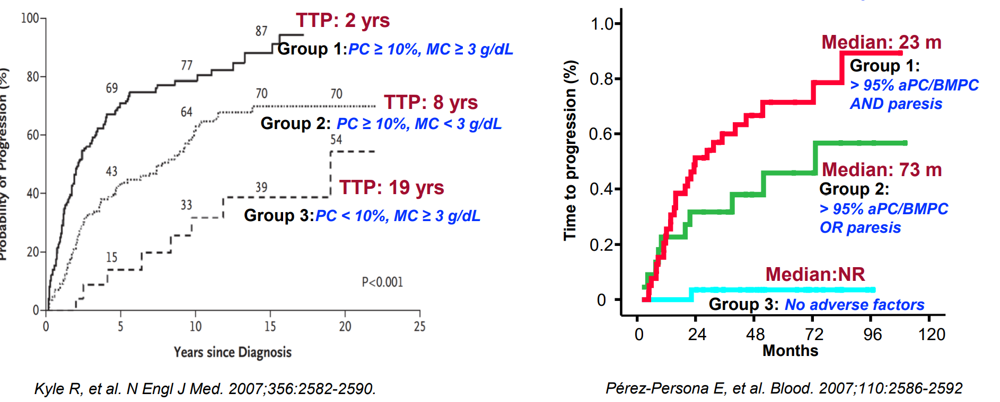 100
80
60
40
20
0
Probability of Progression (%)
87
77
69
70
70
64
43
54
39
33
15
TTP: 2 yrs
Group 1: PC ≥ 10%, MC ≥ 3 g/dL
TTP: 8 yrs
Group 2: PC ≥ 10%, MC < 3 g/dL
TTP: 19 yrs
Group 3: PC < 10%, MC ≥ 3 g/dL
P<0.001
0 5 10 15 20 25
Years since Diagnosis
Kyle R, et al. N Engl J Med. 2007;356:2582-2590.
1.0
0.8
0.6
0.4
0.2
0
Time to progression (%)
Median: 23 m
Group 1:
> 95% aPC/BMPC
AND paresis
Median: 73 m
Group 2:
> 95% aPC/BMPC
OR paresis
Median:NR
Group 3: No adverse factors
0 24 48 72 96 120
Months
Pérez-Persona E, et al. Blood. 2007;110:2586-2592